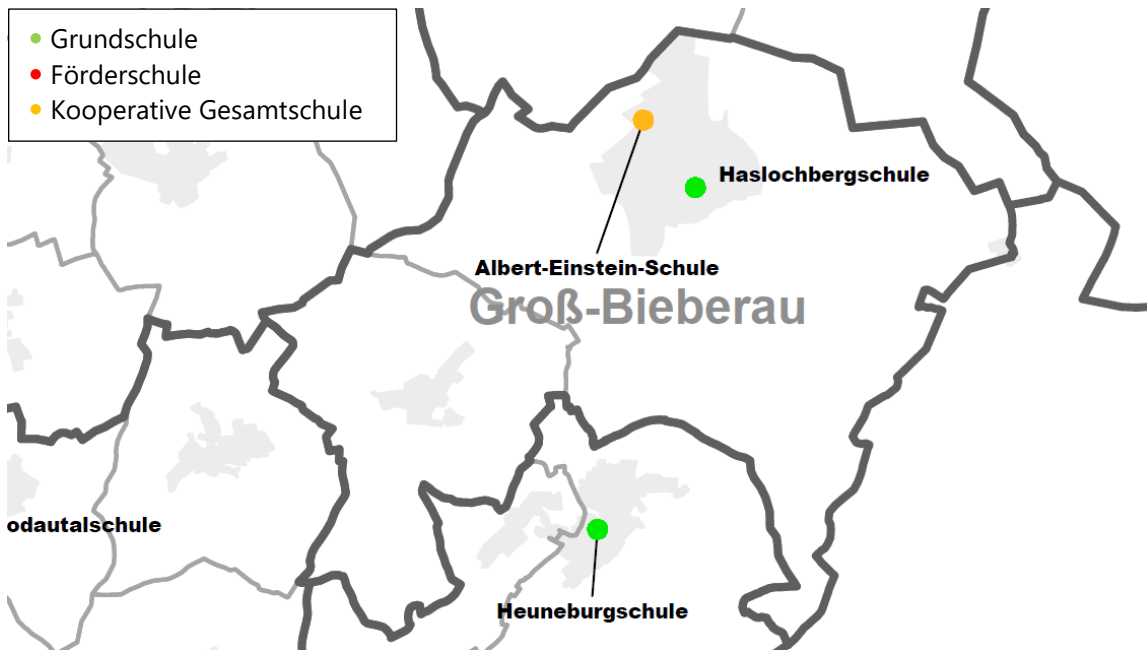 Grundschule
Förderschule
Kooperative Gesamtschule
Haslochbergschule
Albert-Einstein-Schule
Groß-Bieberau
odautalschule
Heuneburgschule